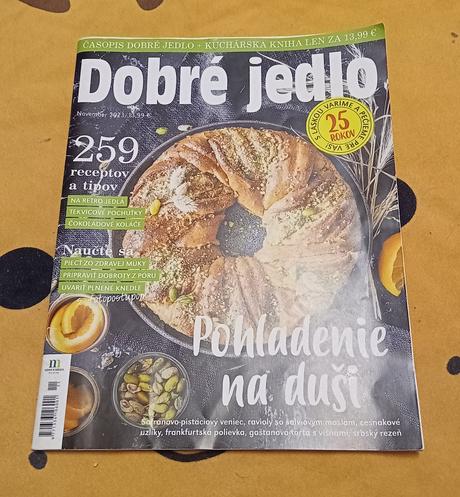 ČASOPIS DOBRÉ JEDLO + KUCHÁRSKA KNIHA LEN ZA 13,99 €
Dobré jedlo
November 2023/3,99 €
S LÁSKOU VARÍME A PEČIEME PRE VÁS!
25
ROKOV
259
receptov
a tipov
NA RETRO JEDLÁ
TEKVICOVÉ POCHÚŤKY
ČOKOLÁDOVÉ KOLÁČE
Naučte sa
PIECŤ ZO ZDRAVEJ MÚKY
PRIPRAVIŤ DOBROTY Z PÓRU
UVARIŤ PLNENÉ KNEDLE
Fotopostupom
Pohladenie
na duši
Šafranovo-pistáciový veniec, ravioly so šalviovým maslom, cesnakové
uzlíky, frankfurtská polievka, gaštanová torta s višňami, srbský rezeň